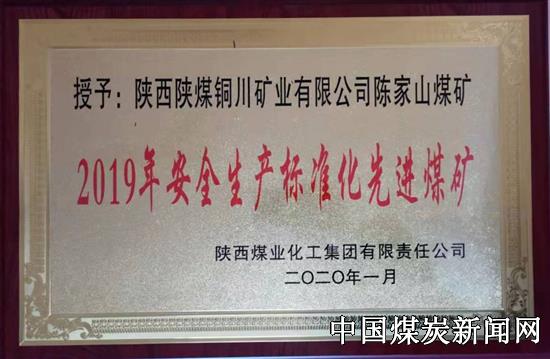 授予：陕西陕煤铜川矿业有限公司陈家山煤矿
2019年安全生产标准化先进煤矿
陕西煤业化工集团有限责任公司
二〇二〇年一月
中国煤炭新闻网